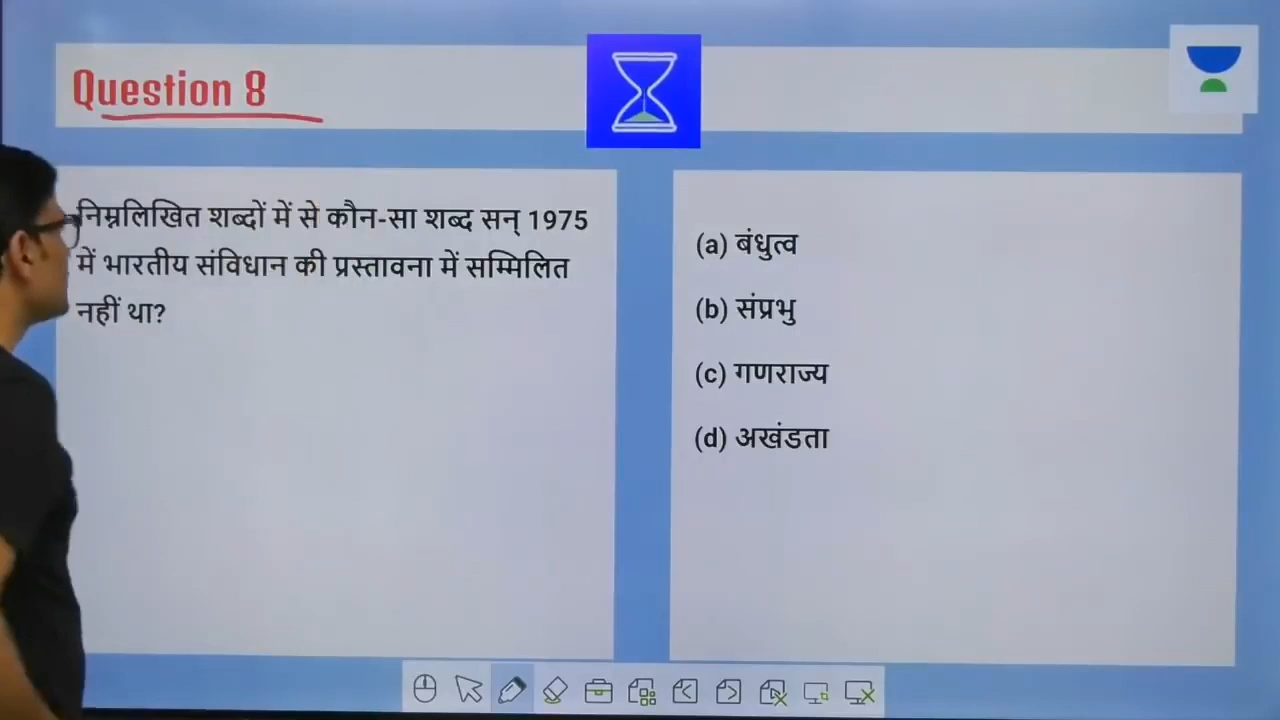 Question 8
निम्नलिखित शब्दों में से कौन-सा शब्द सन् 1975
में भारतीय संविधान की प्रस्तावना में सम्मिलित
नहीं था?
(a) बंधुत्व
(b) संप्रभु
(c) गणराज्य
(d) अखंडता